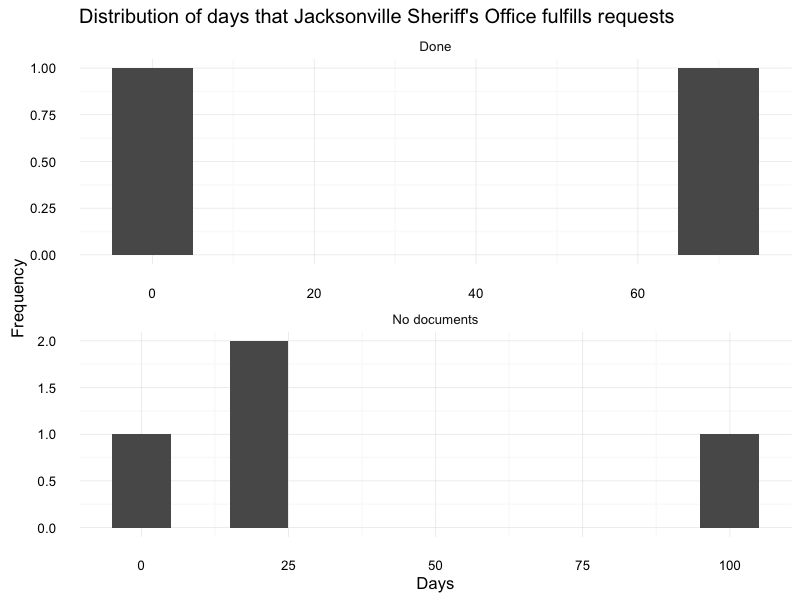 Distribution of days that Jacksonville Sheriff's Office fulfills requests
Done
1.00
0.75
0.50
0.25
0.00
0 20 40 60
Frequency
No documents
2.0
1.5
1.0
0.5
0.0
0 25 50 75 100
Days